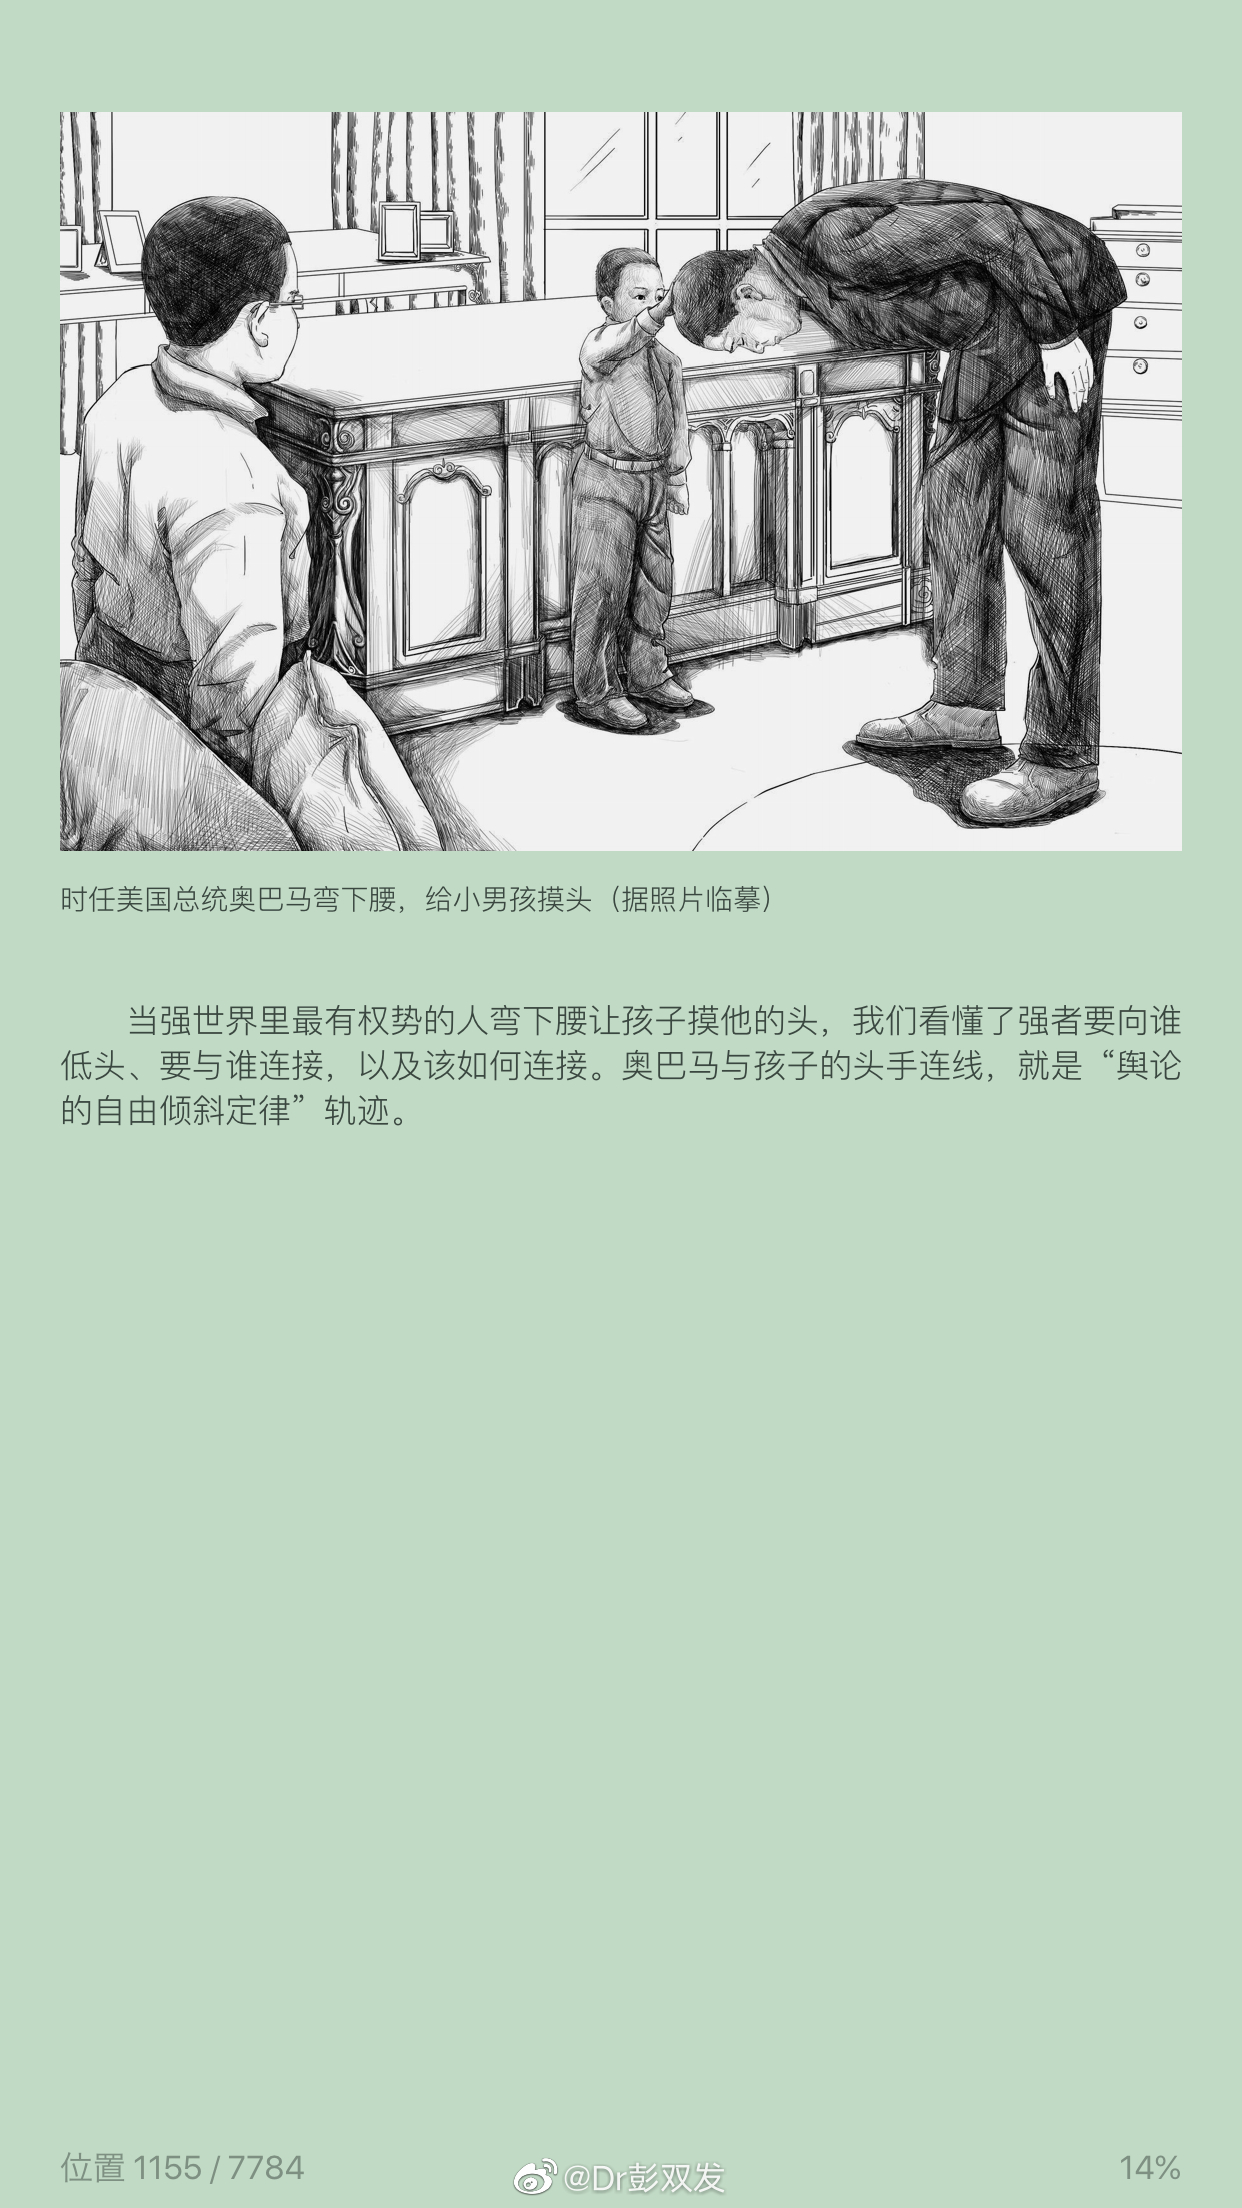 时任美国总统奥巴马弯下腰，给小男孩摸头（据照片临摹）
当强世界里最有权势的人弯下腰让孩子摸他的头，我们看懂了强者要向谁
低头、要与谁连接，以及该如何连接。奥巴马与孩子的头手连线，就是“舆论
的自由倾斜定律”轨迹。
位置 1155 / 7784
@Dr彭双发
14%